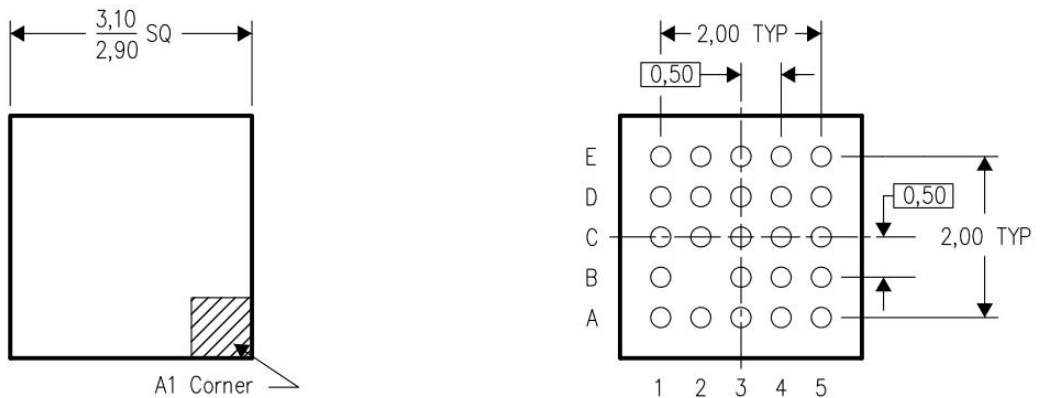 3,10
2,90
SQ
A1 Corner
2,00 TYP
0,50
E
D
C
B
A
1 2 3 4 5
0,50
2,00 TYP